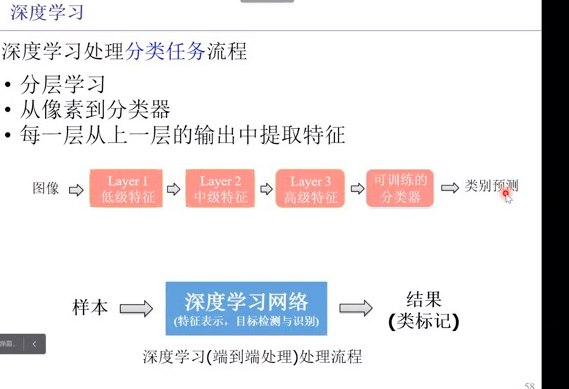 深度学习
深度学习处理分类任务流程
• 分层学习
• 从像素到分类器
• 每一层从上一层的输出中提取特征
图像
Layer 1
低级特征
Layer 2
中级特征
Layer 3
高级特征
可训练的
分类器
类别预测
样本
深度学习网络
(特征表示，目标检测与识别)
结果
(类标记)
深度学习(端到端处理)处理流程
58